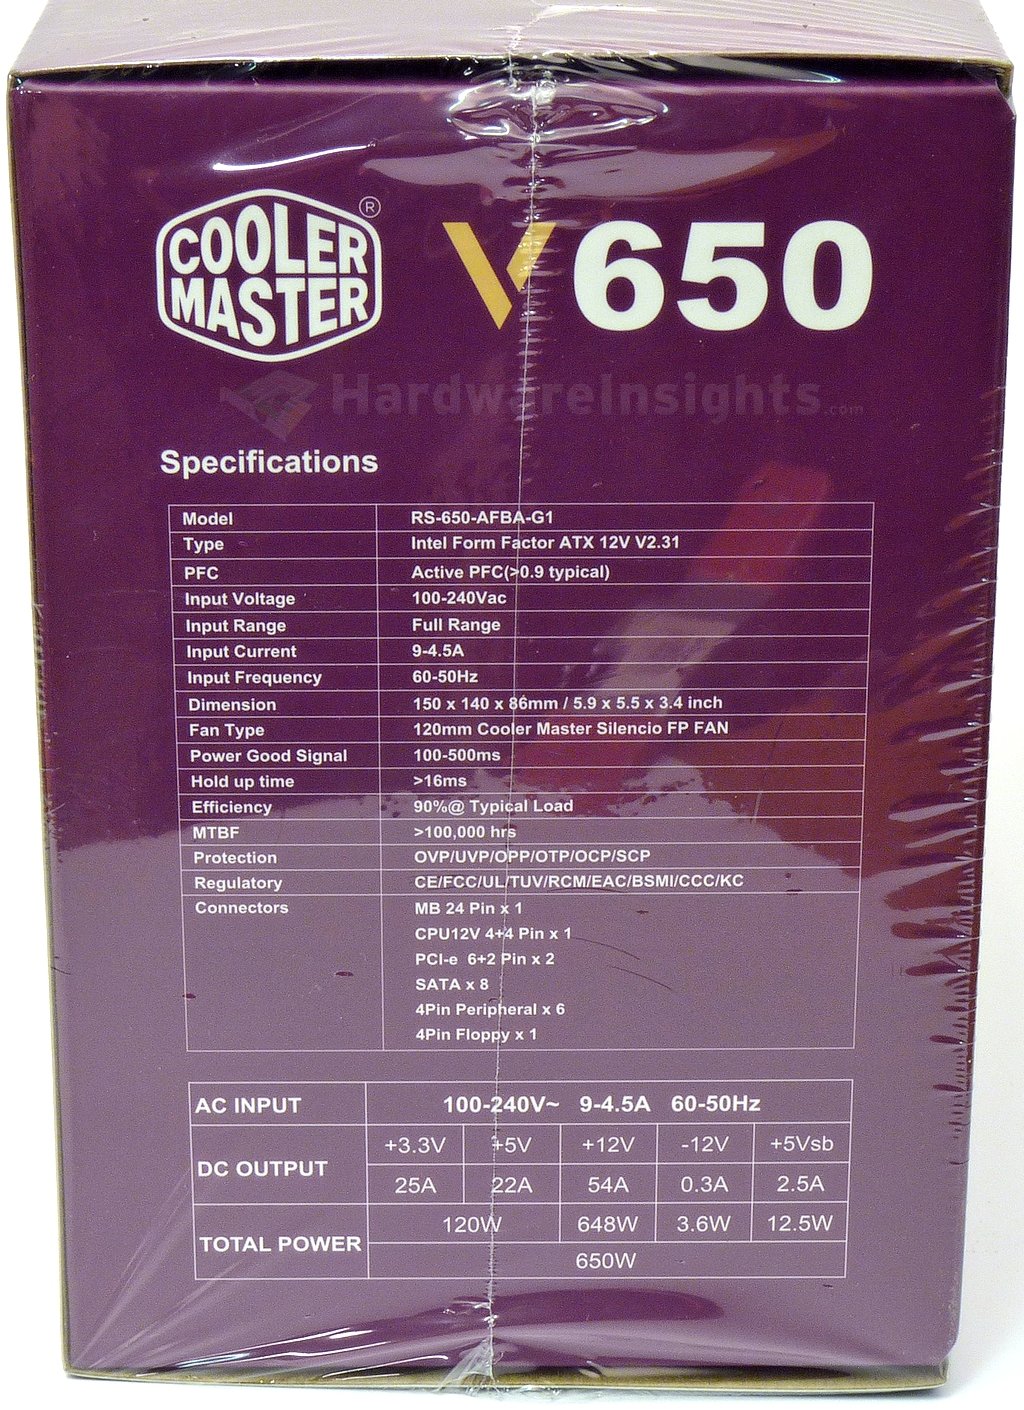 COOLER
MASTER
®
V650
HardwareInsights.com
Specifications
Model RS-650-AFBA-G1
Type Intel Form Factor ATX 12V V2.31
PFC Active PFC(>0.9 typical)
Input Voltage 100-240Vac
Input Range Full Range
Input Current 9-4.5A
Input Frequency 60-50Hz
Dimension 150 x 140 x 86mm / 5.9 x 5.5 x 3.4 inch
Fan Type 120mm Cooler Master Silencio FP FAN
Power Good Signal 100-500ms
Hold up time >16ms
Efficiency 90%@ Typical Load
MTBF >100,000 hrs
Protection OVP/UVP/OPP/OTP/OCP/SCP
Regulatory CE/FCC/UL/TUV/RCM/EAC/BSMI/CCC/KC
Connectors MB 24 Pin x 1
CPU12V 4+4 Pin x 1
PCI-e 6+2 Pin x 2
SATA x 8
4Pin Peripheral x 6
4Pin Floppy x 1
AC INPUT 100-240V~ 9-4.5A 60-50Hz
DC OUTPUT +3.3V +5V +12V -12V +5Vsb
25A 22A 54A 0.3A 2.5A
TOTAL POWER 120W 648W 3.6W 12.5W
650W